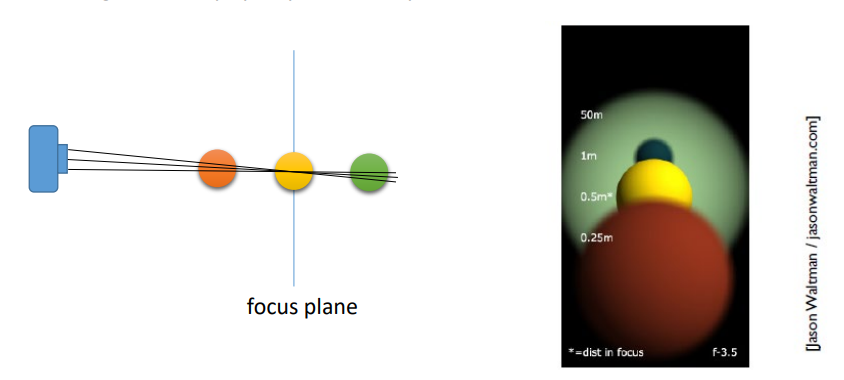 focus plane
50m
1m
0.5m*
0.25m
*=dist in focus
f-3.5
[Jason Waltman / jasonwaltman.com]